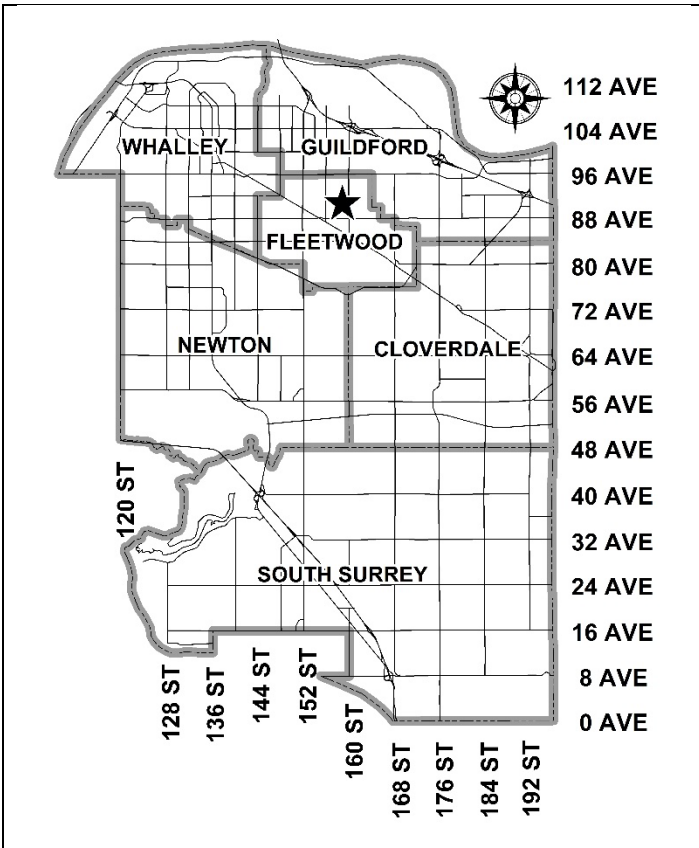 112 AVE
104 AVE
WHALLEY
GUILDFORD
96 AVE
88 AVE
FLEETWOOD
80 AVE
72 AVE
NEWTON
CLOVERDALE
64 AVE
56 AVE
48 AVE
120 ST
40 AVE
32 AVE
SOUTH SURREY
24 AVE
16 AVE
8 AVE
0 AVE
128 ST
136 ST
144 ST
152 ST
160 ST
168 ST
176 ST
184 ST
192 ST